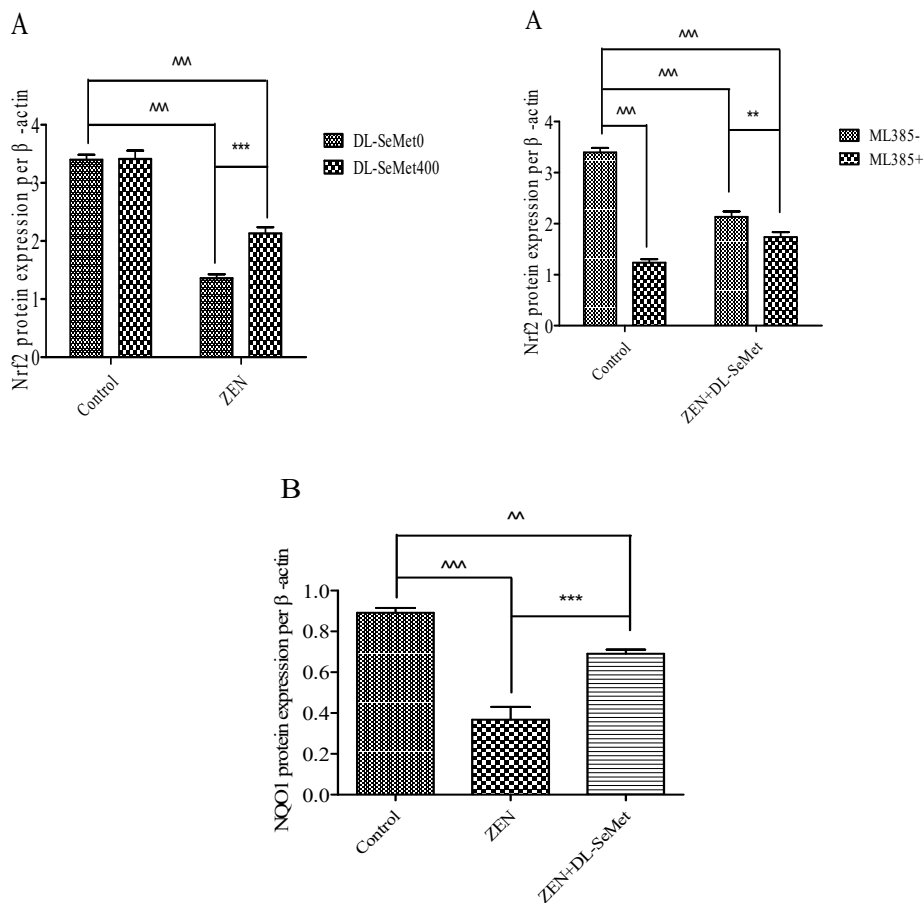 A
^^^
^^^
***
Nrf2 protein expression per β -actin
4
3
2
1
0
Control
ZEN
DL-SeMet0
DL-SeMet400
A
^^^
^^^
^^^
**
Nrf2 protein expression per β -actin
4
3
2
1
0
Control
ZEN+DL-SeMet
ML385-
ML385+
B
^^
^^^
***
NQO1 protein expression per β -actin
1.0
0.8
0.6
0.4
0.2
0.0
Control
ZEN
ZEN+DL-SeMet